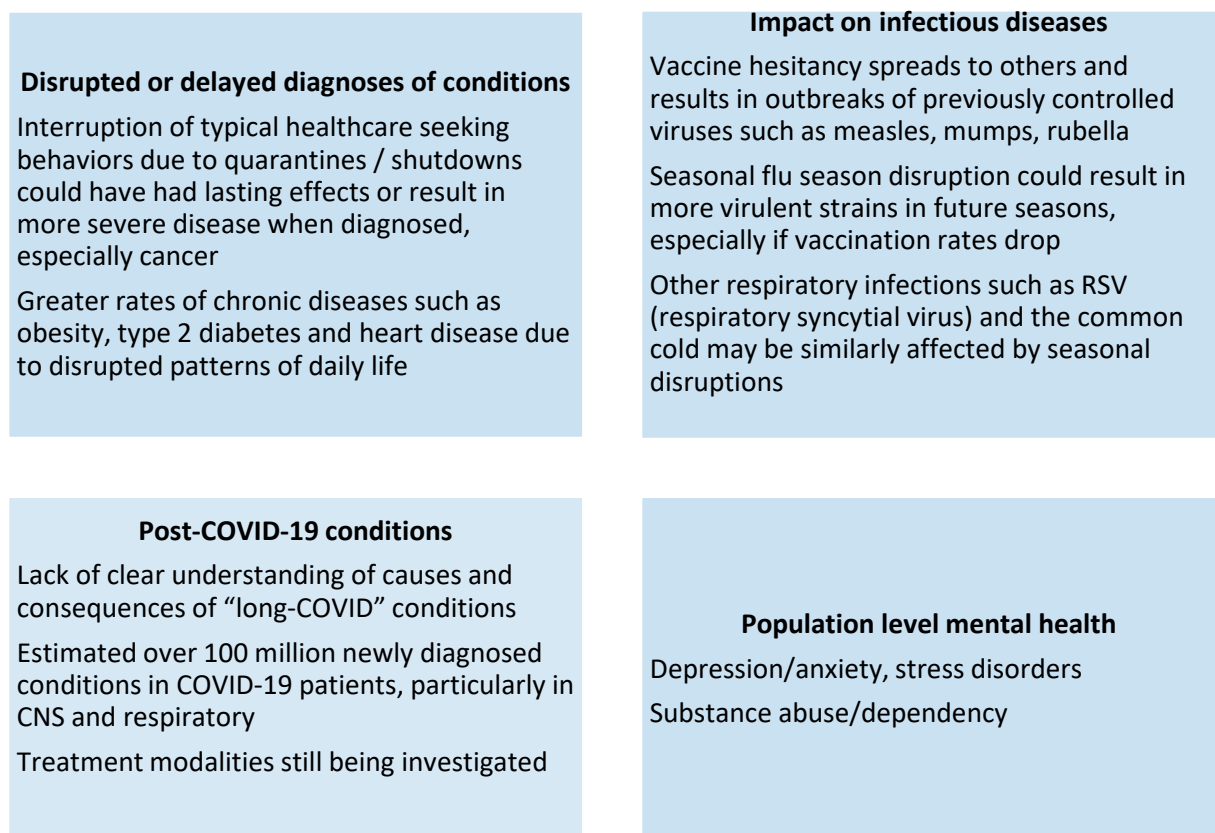 Disrupted or delayed diagnoses of conditions
Interruption of typical healthcare seeking
behaviors due to quarantines / shutdowns
could have had lasting effects or result in
more severe disease when diagnosed,
especially cancer
Greater rates of chronic diseases such as
obesity, type 2 diabetes and heart disease due
to disrupted patterns of daily life
Impact on infectious diseases
Vaccine hesitancy spreads to others and
results in outbreaks of previously controlled
viruses such as measles, mumps, rubella
Seasonal flu season disruption could result in
more virulent strains in future seasons,
especially if vaccination rates drop
Other respiratory infections such as RSV
(respiratory syncytial virus) and the common
cold may be similarly affected by seasonal
disruptions
Post-COVID-19 conditions
Lack of clear understanding of causes and
consequences of “long-COVID” conditions
Estimated over 100 million newly diagnosed
conditions in COVID-19 patients, particularly in
CNS and respiratory
Treatment modalities still being investigated
Population level mental health
Depression/anxiety, stress disorders
Substance abuse/dependency